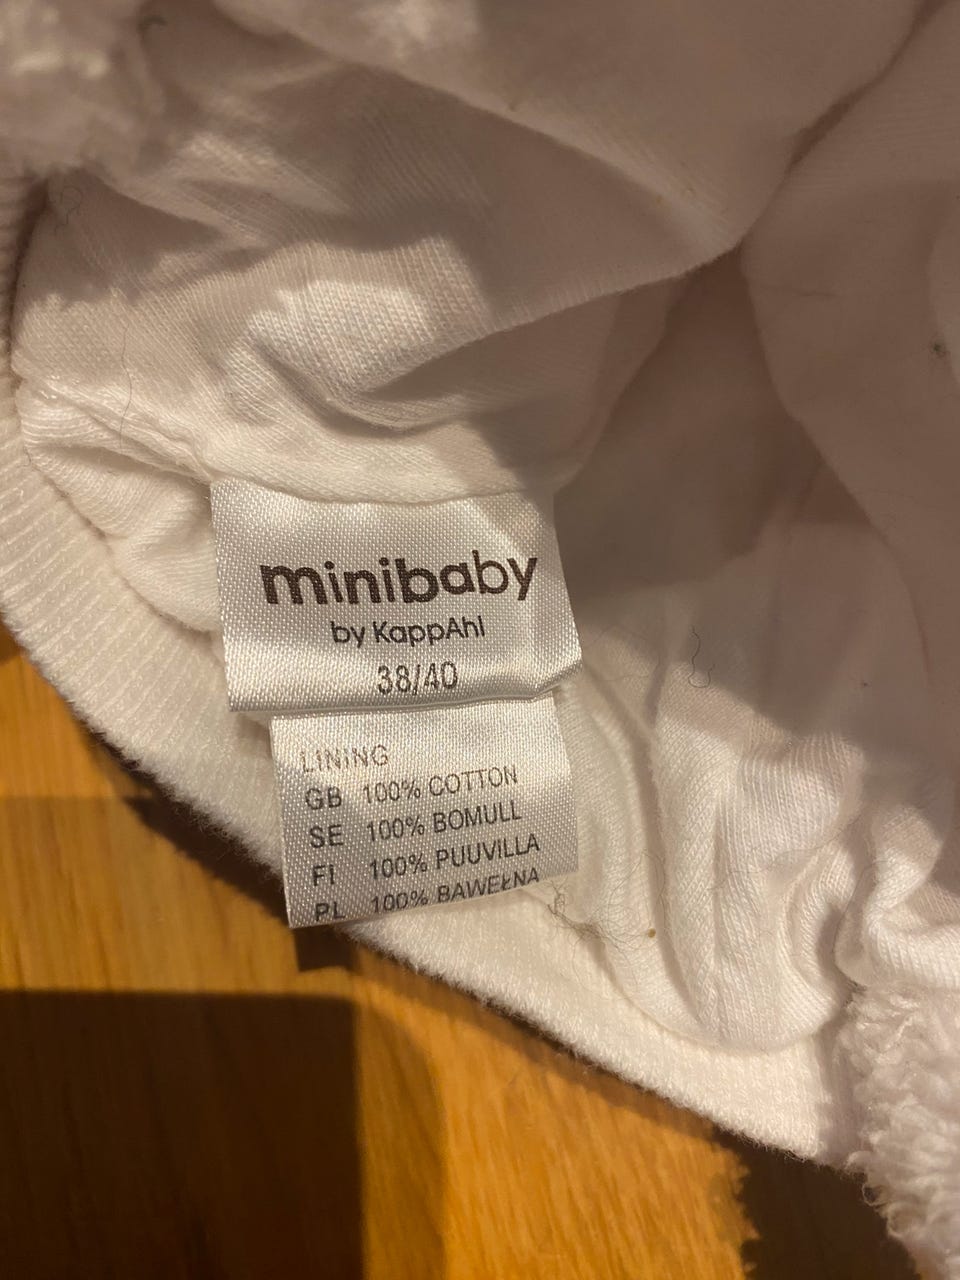 minibaby
by KappAhl
38/40
LINING
GB 100% COTTON
SE 100% BOMULL
FI 100% PUUVILLA
PL 100% BAWEŁNA